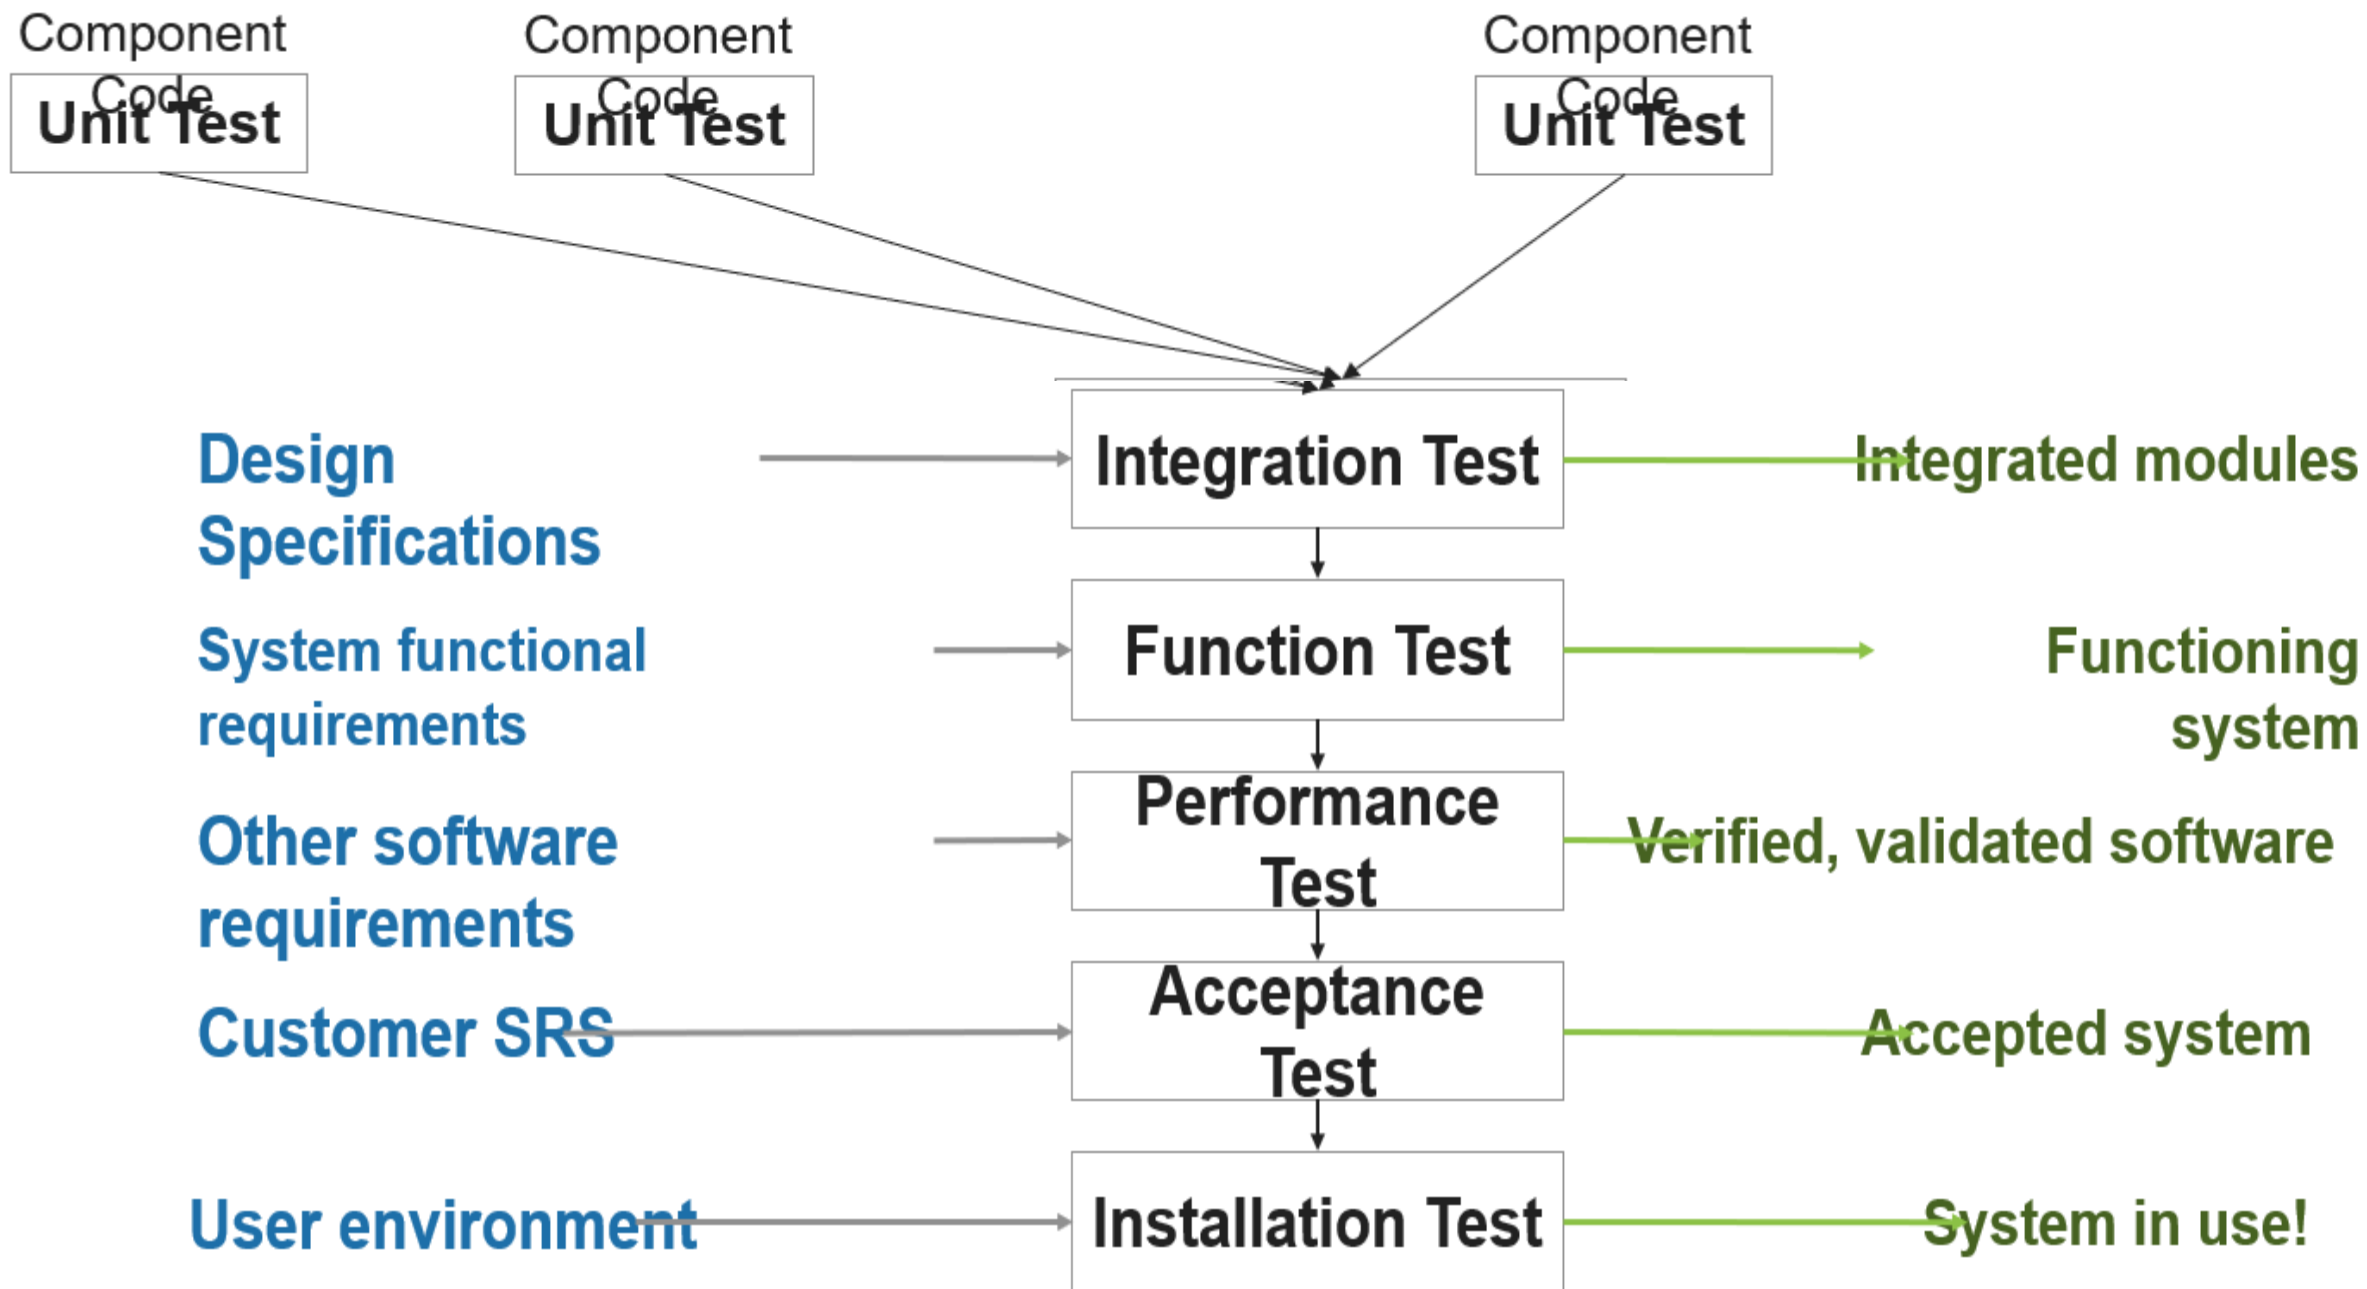 Component
Code
Unit Test
Component
Code
Unit Test
Component
Code
Unit Test
Design
Specifications
Integration Test
Integrated modules
System functional
requirements
Function Test
Functioning
system
Other software
requirements
Performance
Test
Verified, validated software
Customer SRS
Acceptance
Test
Accepted system
User environment
Installation Test
System in use!